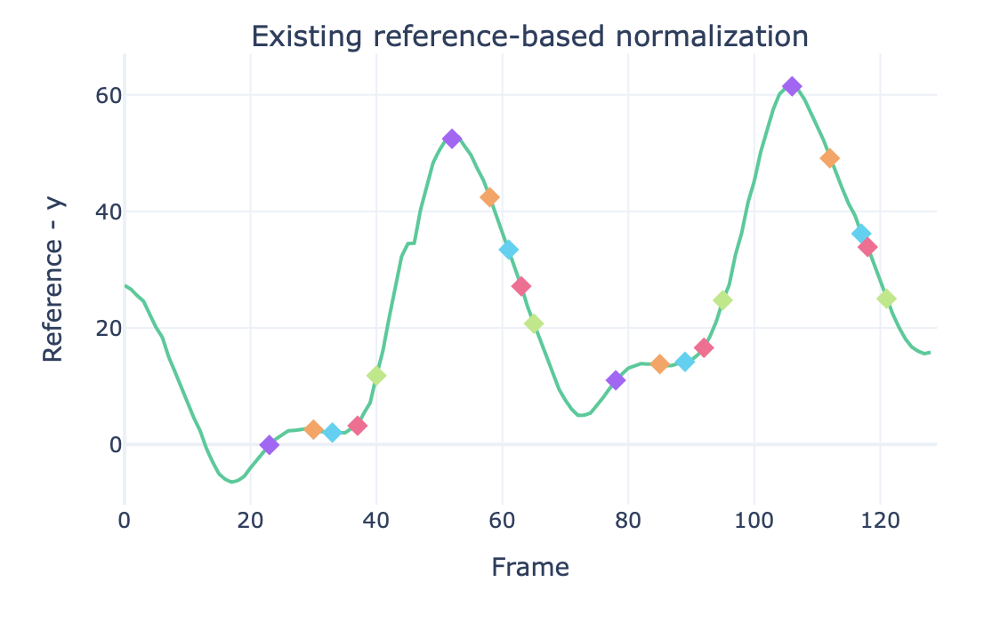 Existing reference-based normalization
60
40
20
0
Reference - y
0 20 40 60 80 100 120
Frame